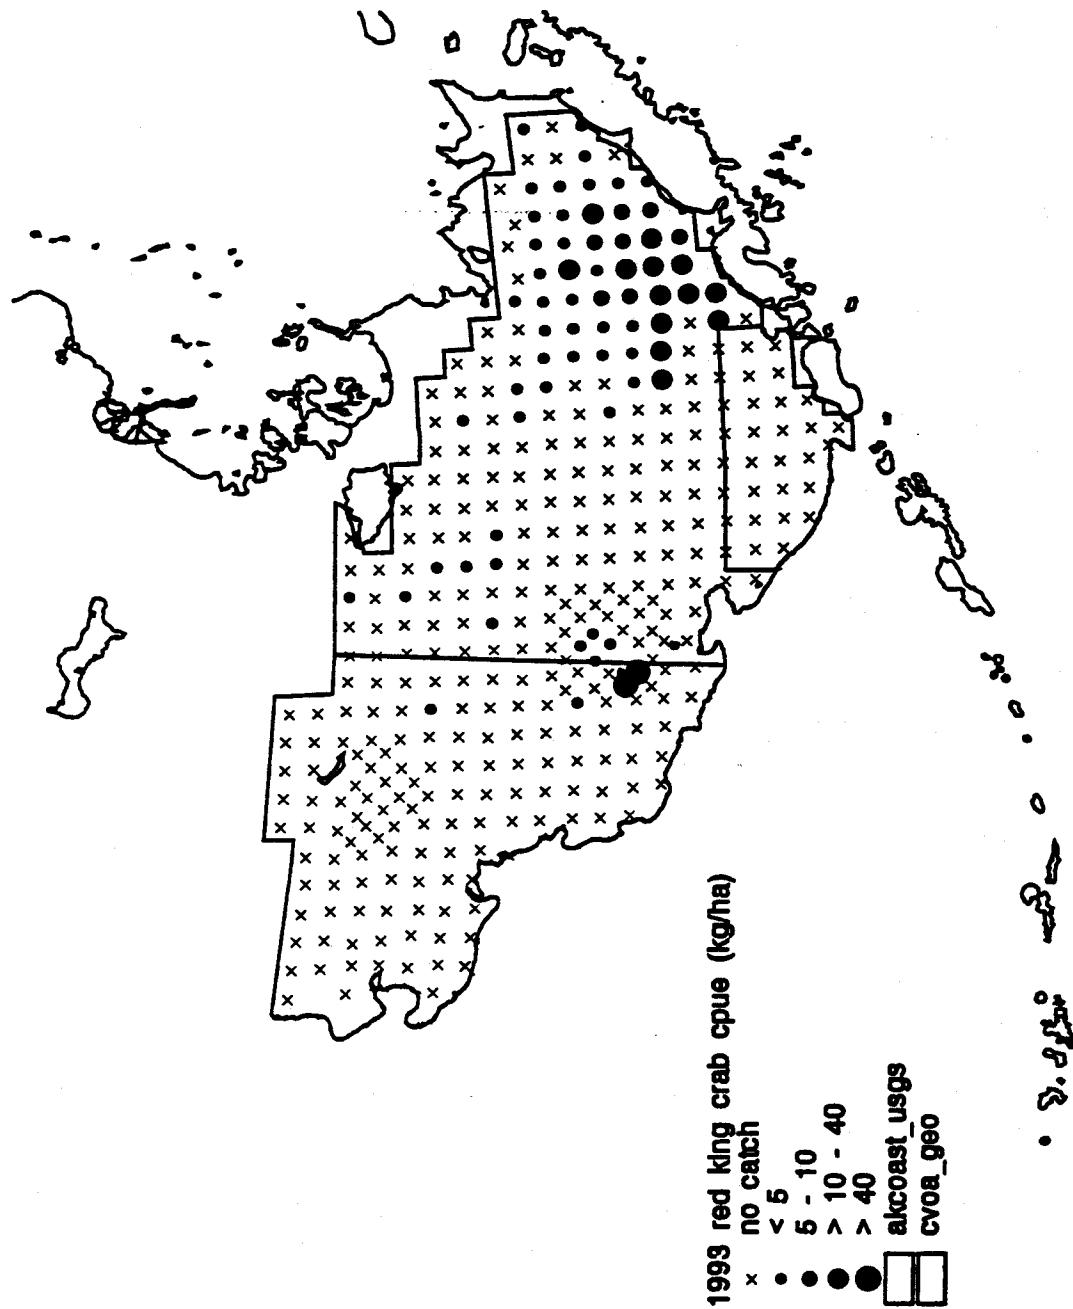 1993 red king crab cpue (kg/ha)
× no catch
< 5
5 - 10
> 10 - 40
> 40
akcoast_usgs
cvoa_geo